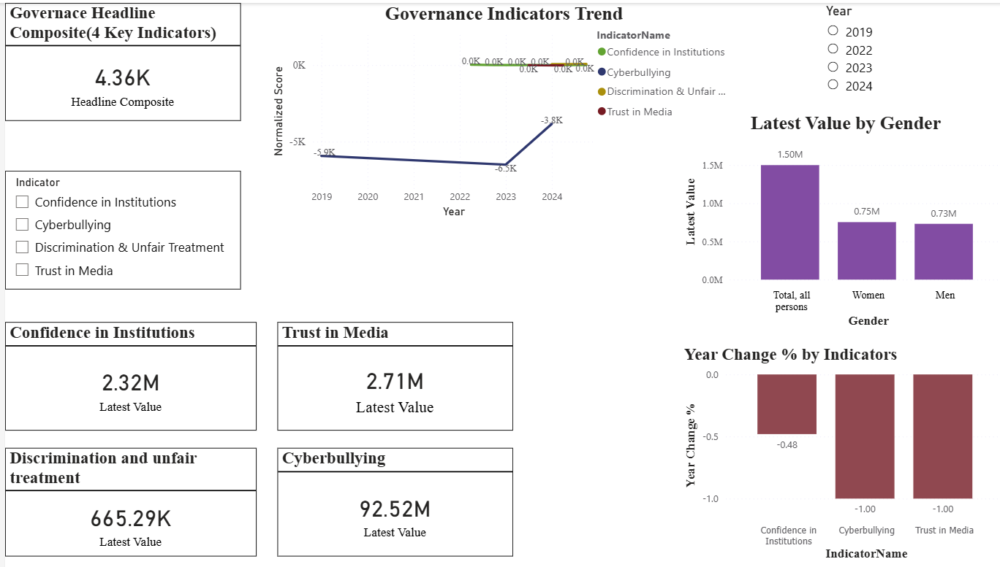 Governace Headline
Composite(4 Key Indicators)
4.36K
Headline Composite
Indicator
Confidence in Institutions
Cyberbullying
Discrimination & Unfair Treatment
Trust in Media
Governance Indicators Trend
Normalized Score
0K
-5K
0.0K 0.0K 0.0K 0.0K 0.0K
0.0K 0.0K 0.0K
-3.8K
-5.9K
-6.5K
2019 2020 2021 2022 2023 2024
Year
IndicatorName
Confidence in Institutions
Cyberbullying
Discrimination & Unfair ...
Trust in Media
Year
2019
2022
2023
2024
Latest Value by Gender
Latest Value
1.5M
1.0M
0.5M
0.0M
1.50M
0.75M
0.73M
Total, all
persons
Women
Men
Gender
Confidence in Institutions
2.32M
Latest Value
Trust in Media
2.71M
Latest Value
Discrimination and unfair
treatment
665.29K
Latest Value
Cyberbullying
92.52M
Latest Value
Year Change % by Indicators
Year Change %
0.0
-0.5
-1.0
-0.48
-1.00
-1.00
Confidence in
Institutions
Cyberbullying
Trust in Media
IndicatorName